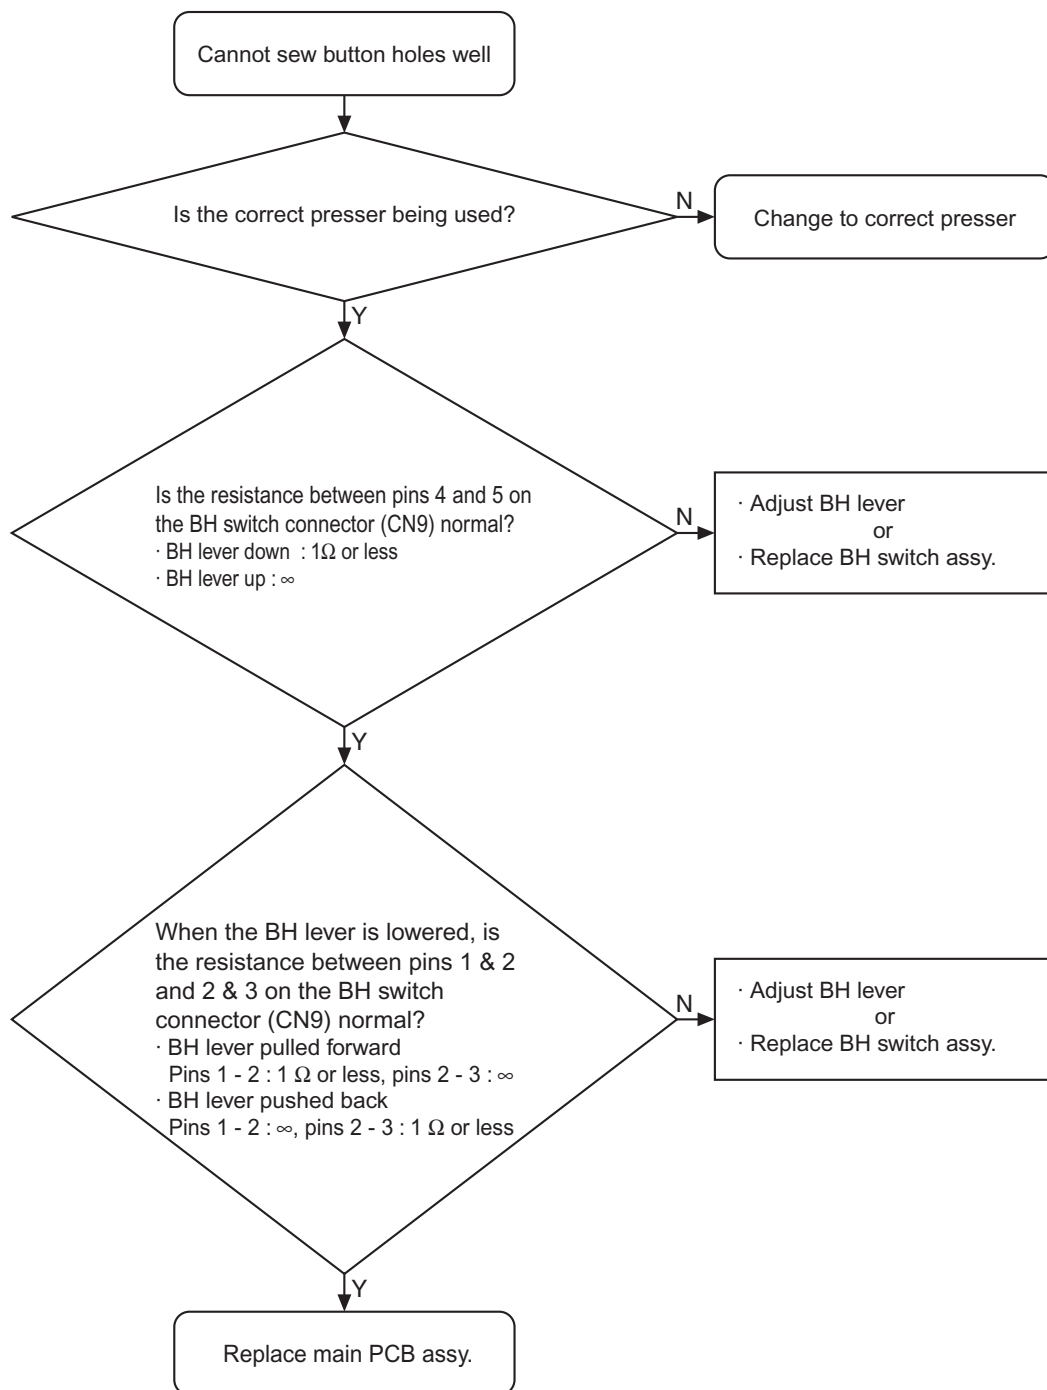 Cannot sew button holes well
Is the correct presser being used?
N
Change to correct presser
Y
Is the resistance between pins 4 and 5 on
the BH switch connector (CN9) normal?
· BH lever down : 1Ω or less
· BH lever up : ∞
N
· Adjust BH lever
or
· Replace BH switch assy.
Y
When the BH lever is lowered, is
the resistance between pins 1 & 2
and 2 & 3 on the BH switch
connector (CN9) normal?
· BH lever pulled forward
Pins 1 - 2 : 1 Ω or less, pins 2 - 3 : ∞
· BH lever pushed back
Pins 1 - 2 : ∞, pins 2 - 3 : 1 Ω or less
N
· Adjust BH lever
or
· Replace BH switch assy.
Y
Replace main PCB assy.